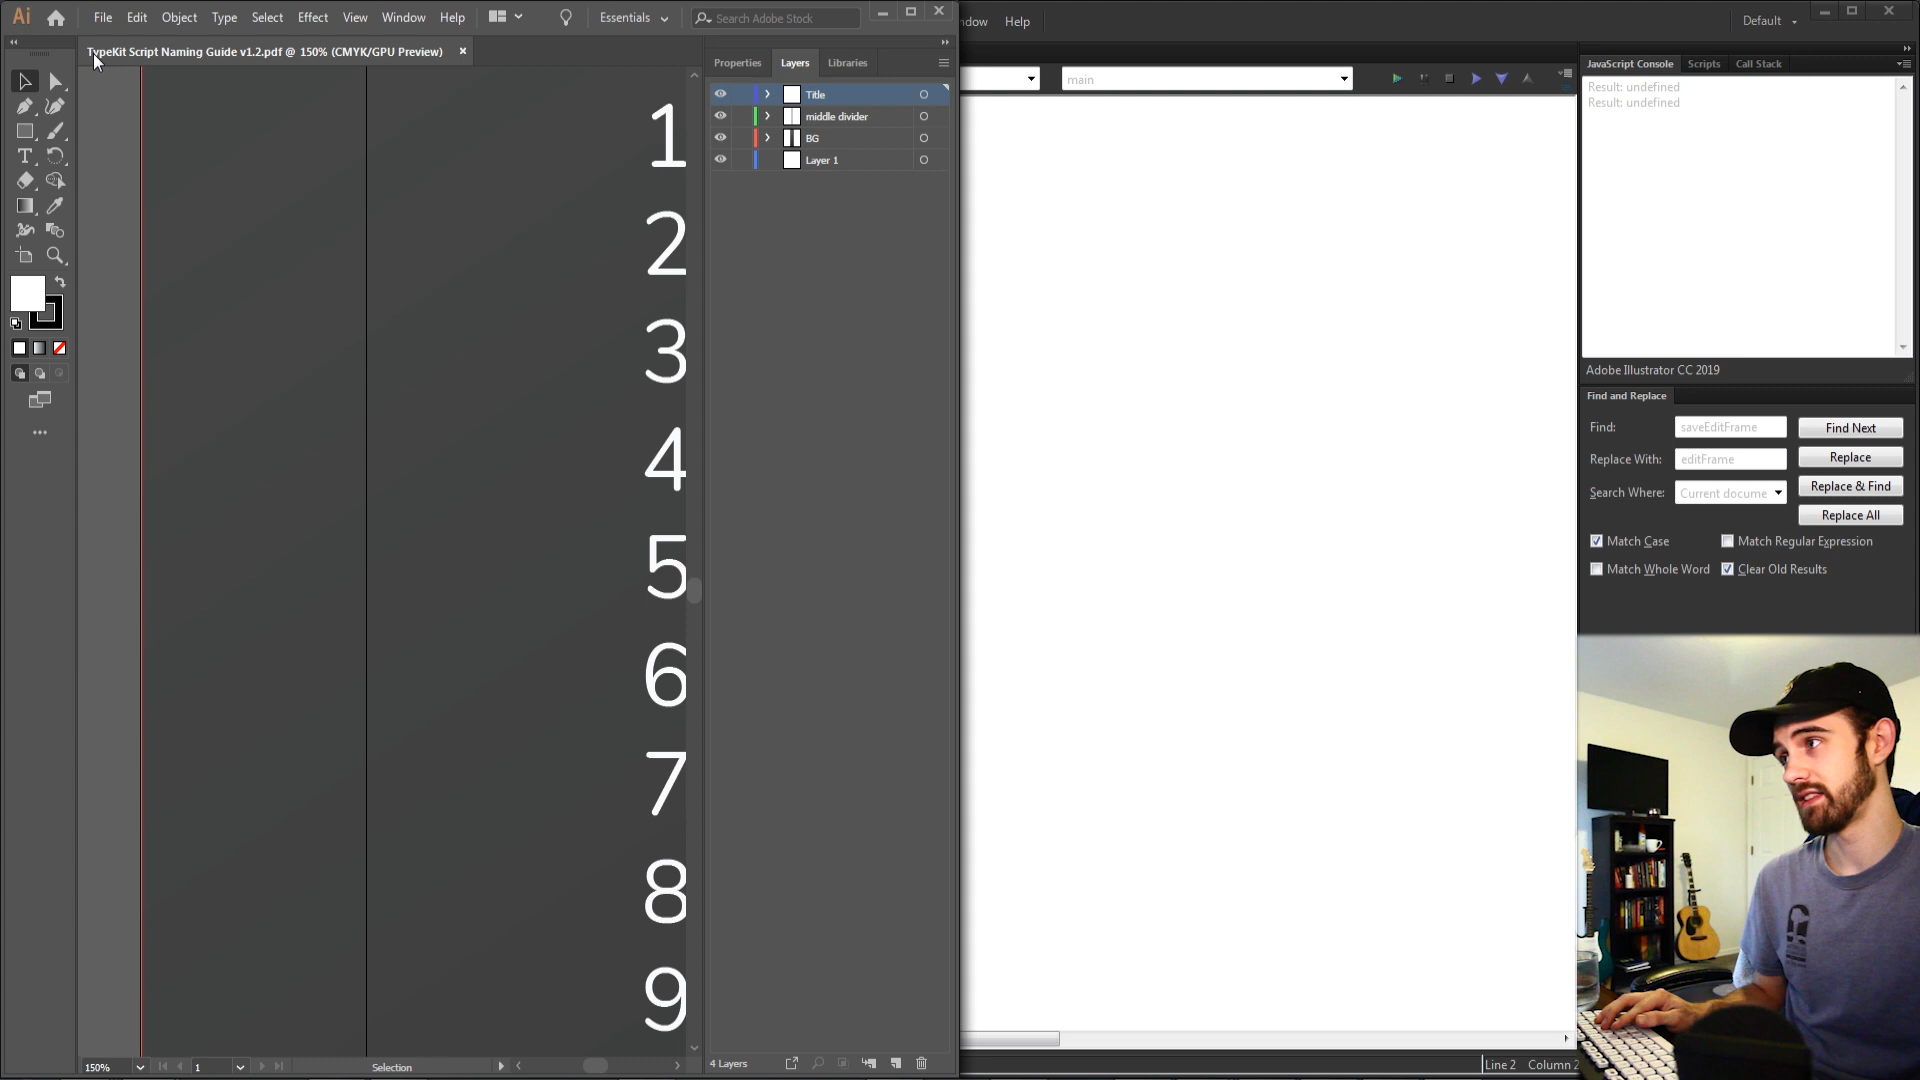 Ai File Edit Object Type Select Effect View Window Help Essentials Search Adobe Stock
TypeKit Script Naming Guide v1.2.pdf @ 150% (CMYK/GPU Preview) ×
1
2
3
4
5
6
7
8
9
150%
1
Selection
Properties Layers Libraries
Title
middle divider
BG
Layer 1
4 Layers
dow Help
Default
main
Line 2 Column 2
JavaScript Console Scripts Call Stack
Result: undefined
Result: undefined
Adobe Illustrator CC 2019
Find and Replace
Find: saveEditFrame Find Next
Replace With: editFrame Replace
Search Where: Current docume Replace & Find
Replace All
Match Case Match Regular Expression
Match Whole Word Clear Old Results